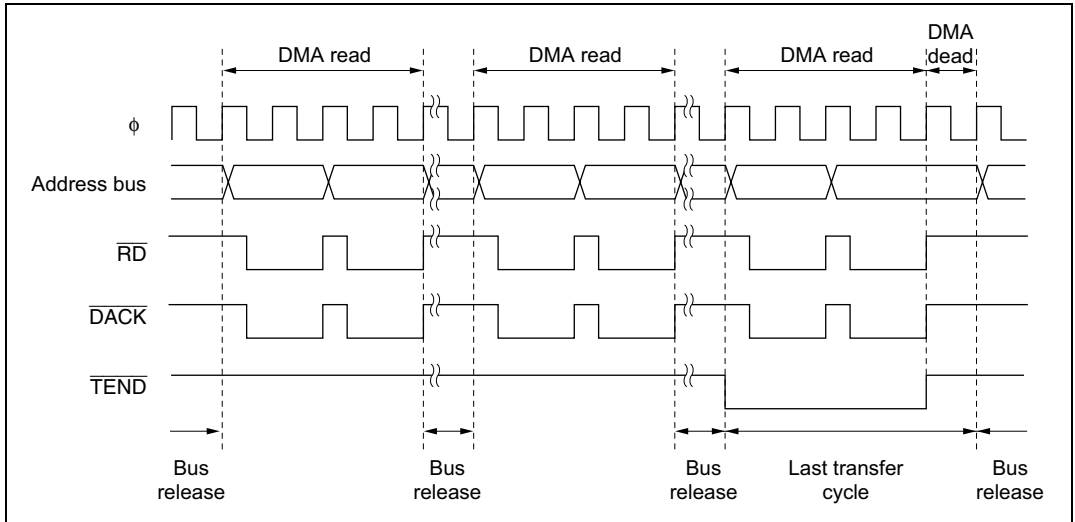 DMA
DMA read DMA read DMA read dead
ϕ
Address bus
RD
DACK
TEND
Bus release Bus release Bus release Last transfer cycle Bus release